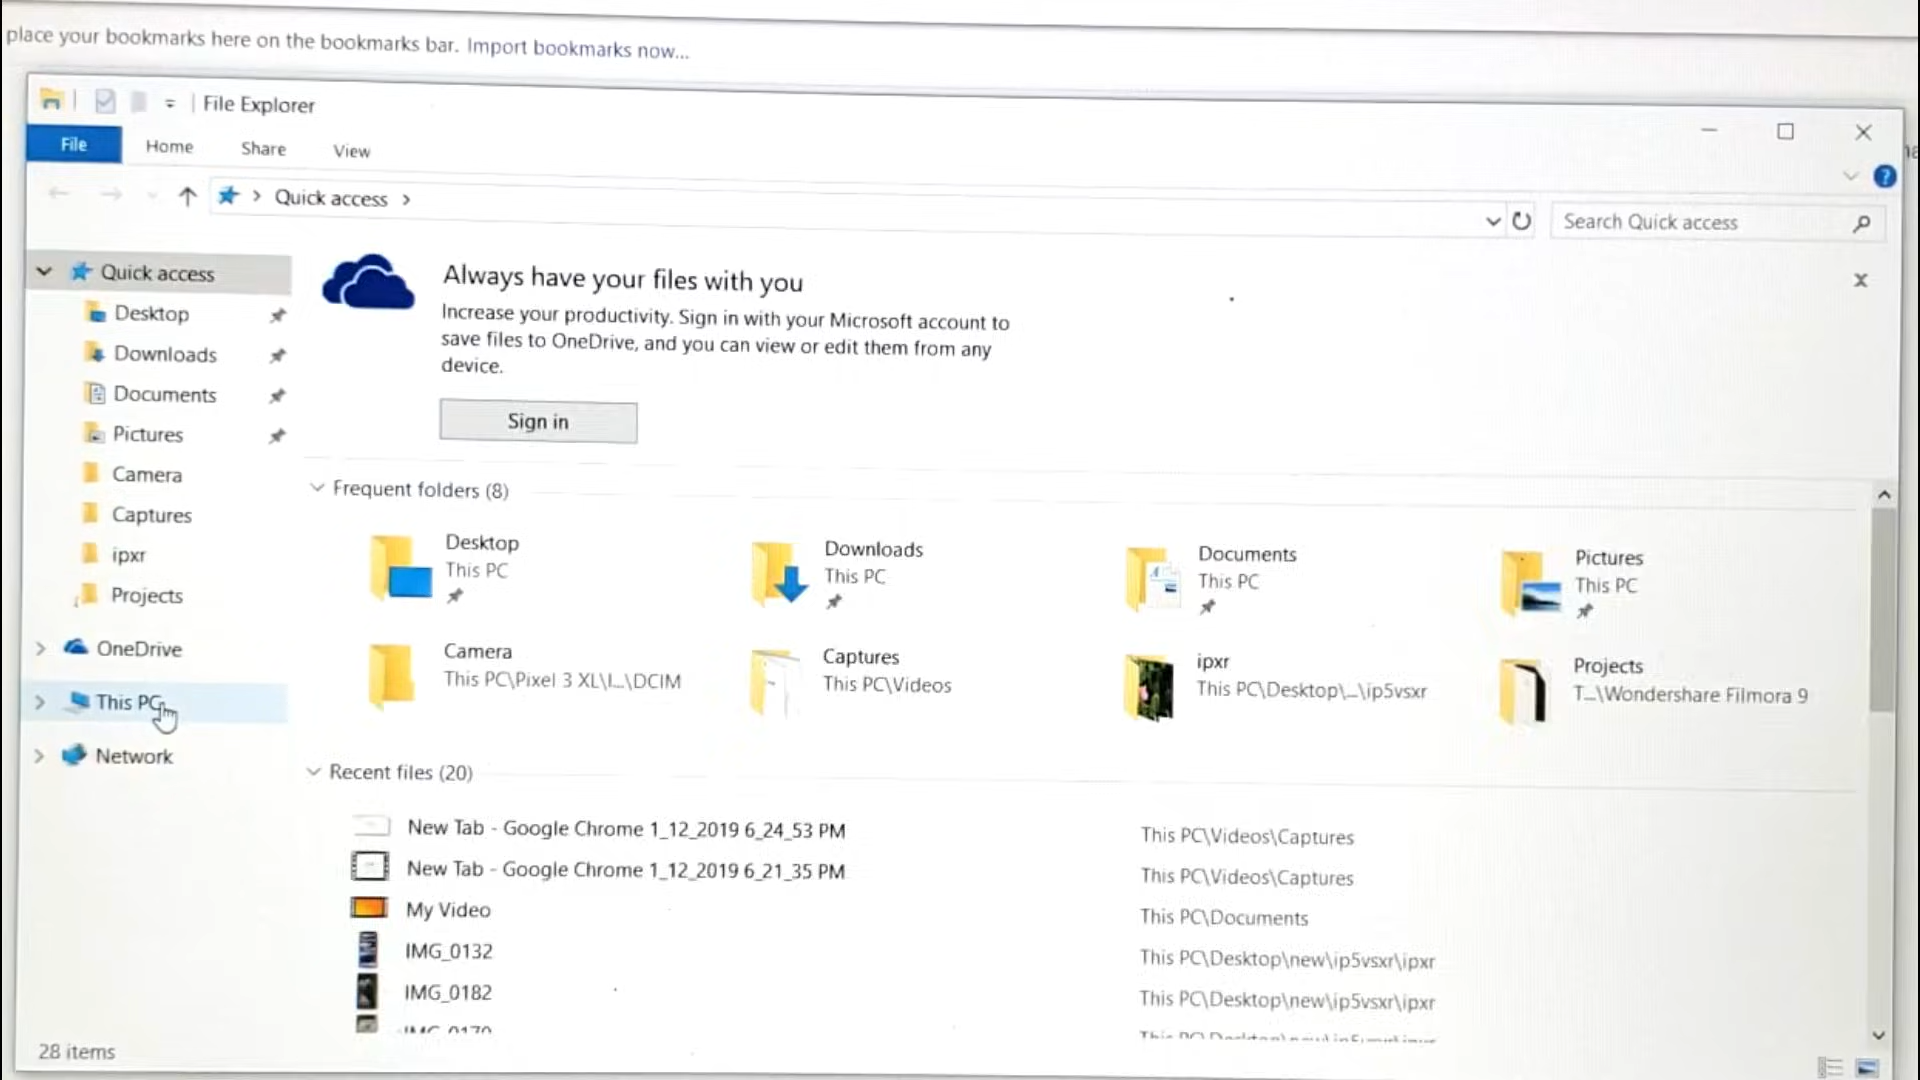 place your bookmarks here on the bookmarks bar. Import bookmarks now...
File Explorer
File Home Share View
Quick access
Search Quick access
Quick access
Desktop
Downloads
Documents
Pictures
Camera
Captures
ipxr
Projects
OneDrive
This PC
Network
Always have your files with you
Increase your productivity. Sign in with your Microsoft account to
save files to OneDrive, and you can view or edit them from any
device.
Sign in
Frequent folders (8)
Desktop
This PC
Downloads
This PC
Documents
This PC
Pictures
This PC
Camera
This PC\Pixel 3 XL\I...\DCIM
Captures
This PC\Videos
ipxr
This PC\Desktop\...\ip5vsxr
Projects
T...\Wondershare Filmora 9
Recent files (20)
New Tab - Google Chrome 1_12_2019 6_24_53 PM This PC\Videos\Captures
New Tab - Google Chrome 1_12_2019 6_21_35 PM This PC\Videos\Captures
My Video This PC\Documents
IMG_0132 This PC\Desktop\new\ip5vsxr\ipxr
IMG_0182 This PC\Desktop\new\ip5vsxr\ipxr
28 items